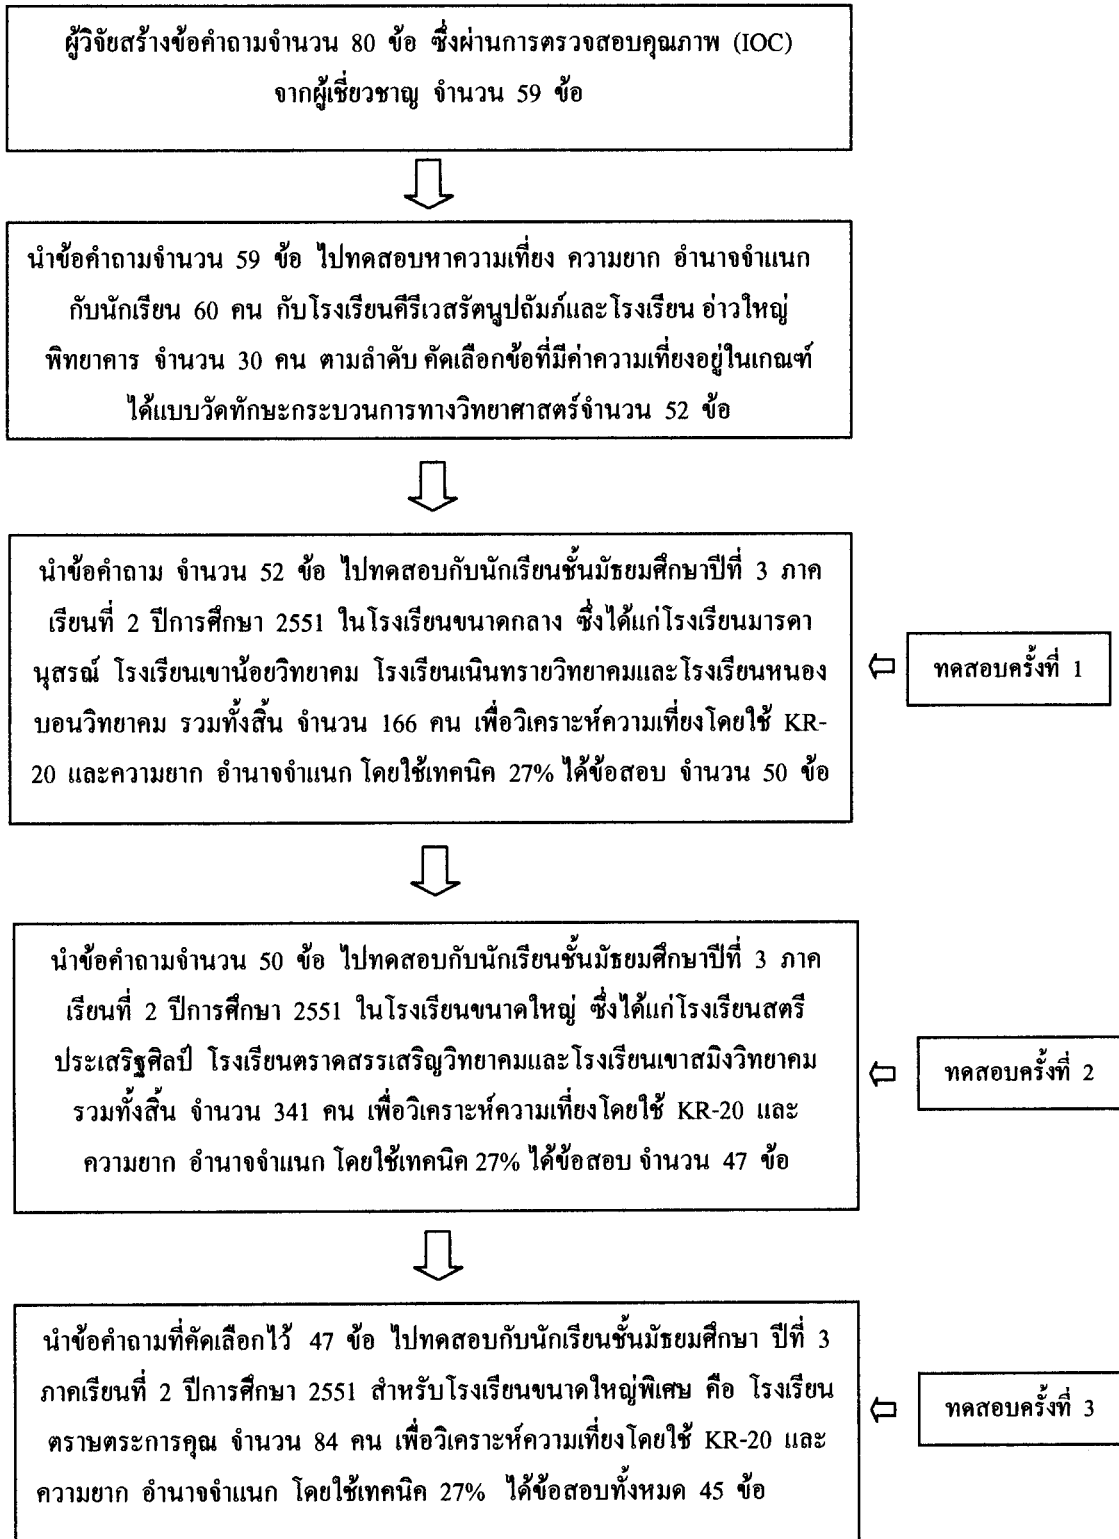 ผู้วิจัยสร้างข้อคำถามจำนวน 80 ข้อ ซึ่งผ่านการตรวจสอบคุณภาพ (IOC)
จากผู้เชี่ยวชาญ จำนวน 59 ข้อ
นำข้อคำถามจำนวน 59 ข้อ ไปทดสอบหาความเที่ยง ความยาก อำนาจจำแนก
กับนักเรียน 60 คน กับโรงเรียนคีรีเวสรัตนูปถัมภ์และโรงเรียน อ่าวใหญ่
พิทยาคาร จำนวน 30 คน ตามลำดับ คัดเลือกข้อที่มีค่าความเที่ยงอยู่ในเกณฑ์
ได้แบบวัดทักษะกระบวนการทางวิทยาศาสตร์จำนวน 52 ข้อ
นำข้อคำถาม จำนวน 52 ข้อ ไปทดสอบกับนักเรียนชั้นมัธยมศึกษาปีที่ 3 ภาค
เรียนที่ 2 ปีการศึกษา 2551 ในโรงเรียนขนาดกลาง ซึ่งได้แก่โรงเรียนมารดา
นุสรณ์ โรงเรียนเขาน้อยวิทยาคม โรงเรียนเนินทรายวิทยาคมและโรงเรียนหนอง
บอนวิทยาคม รวมทั้งสิ้น จำนวน 166 คน เพื่อวิเคราะห์ความเที่ยงโดยใช้ KR-
20 และความยาก อำนาจจำแนก โดยใช้เทคนิค 27% ได้ข้อสอบ จำนวน 50 ข้อ
ทดสอบครั้งที่ 1
นำข้อคำถามจำนวน 50 ข้อ ไปทดสอบกับนักเรียนชั้นมัธยมศึกษาปีที่ 3 ภาค
เรียนที่ 2 ปีการศึกษา 2551 ในโรงเรียนขนาดใหญ่ ซึ่งได้แก่โรงเรียนสตรี
ประเสริฐศิลป์ โรงเรียนตราดสรรเสริญวิทยาคมและโรงเรียนเขาสมิงวิทยาคม
รวมทั้งสิ้น จำนวน 341 คน เพื่อวิเคราะห์ความเที่ยงโดยใช้ KR-20 และ
ความยาก อำนาจจำแนก โดยใช้เทคนิค 27% ได้ข้อสอบ จำนวน 47 ข้อ
ทดสอบครั้งที่ 2
นำข้อคำถามที่คัดเลือกไว้ 47 ข้อ ไปทดสอบกับนักเรียนชั้นมัธยมศึกษา ปีที่ 3
ภาคเรียนที่ 2 ปีการศึกษา 2551 สำหรับโรงเรียนขนาดใหญ่พิเศษ คือ โรงเรียน
ตราษตระการคุณ จำนวน 84 คน เพื่อวิเคราะห์ความเที่ยงโดยใช้ KR-20 และ
ความยาก อำนาจจำแนก โดยใช้เทคนิค 27% ได้ข้อสอบทั้งหมด 45 ข้อ
ทดสอบครั้งที่ 3